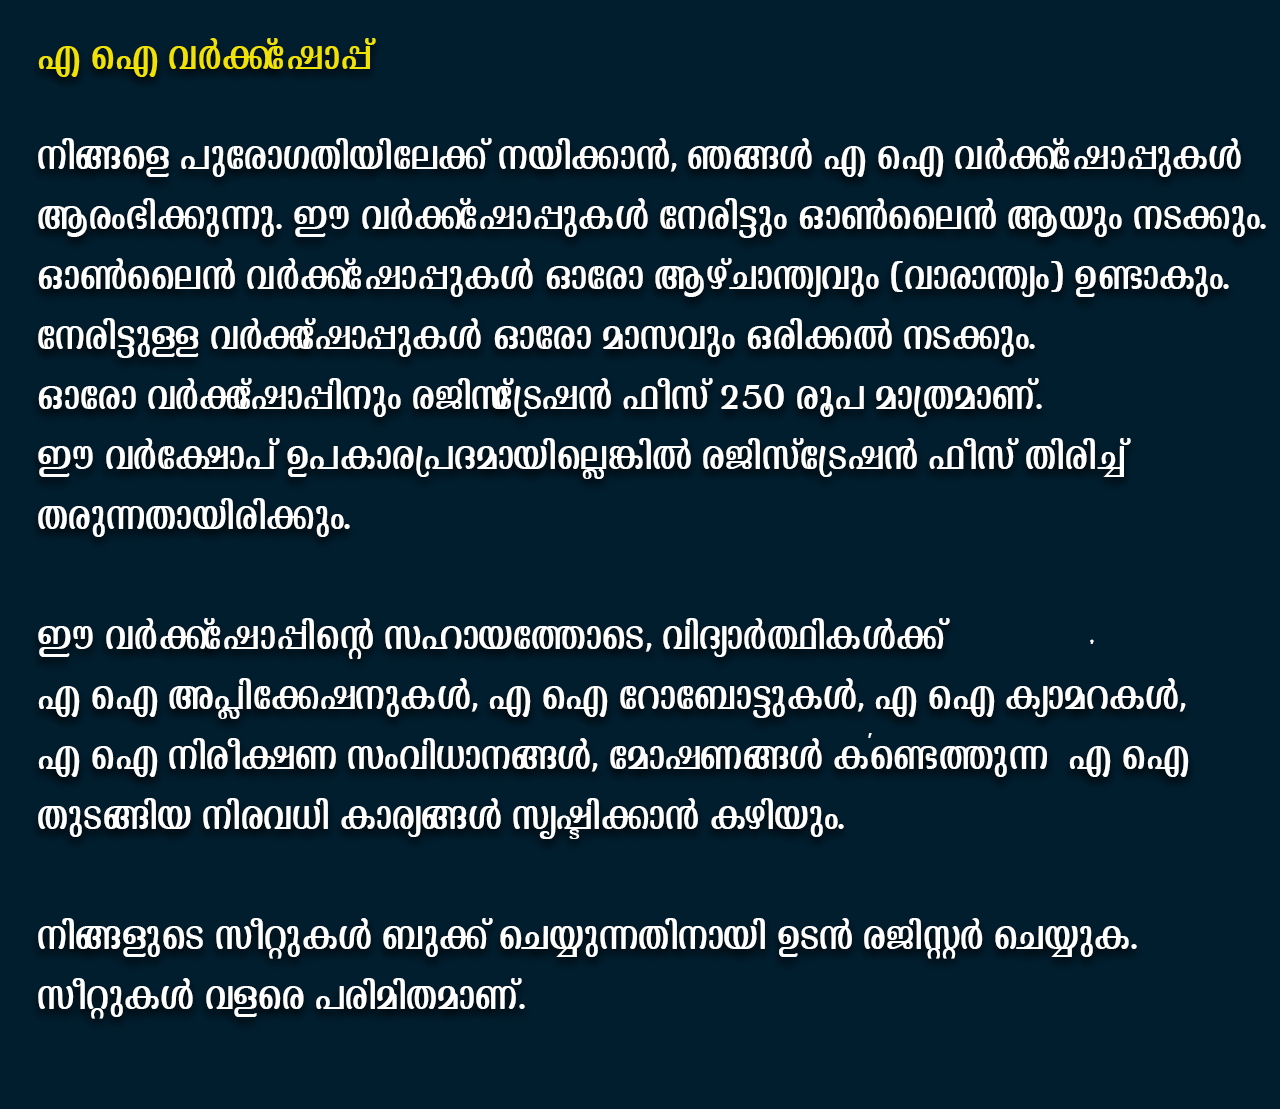 എ ഐ വർക്ക്ഷോപ്പ്
നിങ്ങളെ പുരോഗതിയിലേക്ക് നയിക്കാൻ, ഞങ്ങൾ എ ഐ വർക്ക്ഷോപ്പുകൾ
ആരംഭിക്കുന്നു. ഈ വർക്ക്ഷോപ്പുകൾ നേരിട്ടും ഓൺലൈൻ ആയും നടക്കും.
ഓൺലൈൻ വർക്ക്ഷോപ്പുകൾ ഓരോ ആഴ്ചാന്ത്യവും (വാരാന്ത്യം) ഉണ്ടാകും.
നേരിട്ടുള്ള വർക്ക്ഷോപ്പുകൾ ഓരോ മാസവും ഒരിക്കൽ നടക്കും.
ഓരോ വർക്ക്ഷോപ്പിനും രജിസ്ട്രേഷൻ ഫീസ് 250 രൂപ മാത്രമാണ്.
ഈ വർക്ഷോപ് ഉപകാരപ്രദമായില്ലെങ്കിൽ രജിസ്ട്രേഷൻ ഫീസ് തിരിച്ച്
തരുന്നതായിരിക്കും.
ഈ വർക്ക്ഷോപ്പിന്റെ സഹായത്തോടെ, വിദ്യാർത്ഥികൾക്ക്
എ ഐ അപ്ലിക്കേഷനുകൾ, എ ഐ റോബോട്ടുകൾ, എ ഐ ക്യാമറകൾ,
എ ഐ നിരീക്ഷണ സംവിധാനങ്ങൾ, മോഷണങ്ങൾ കണ്ടെത്തുന്ന എ ഐ
തുടങ്ങിയ നിരവധി കാര്യങ്ങൾ സൃഷ്ടിക്കാൻ കഴിയും.
നിങ്ങളുടെ സീറ്റുകൾ ബുക്ക് ചെയ്യുന്നതിനായി ഉടൻ രജിസ്റ്റർ ചെയ്യുക.
സീറ്റുകൾ വളരെ പരിമിതമാണ്.